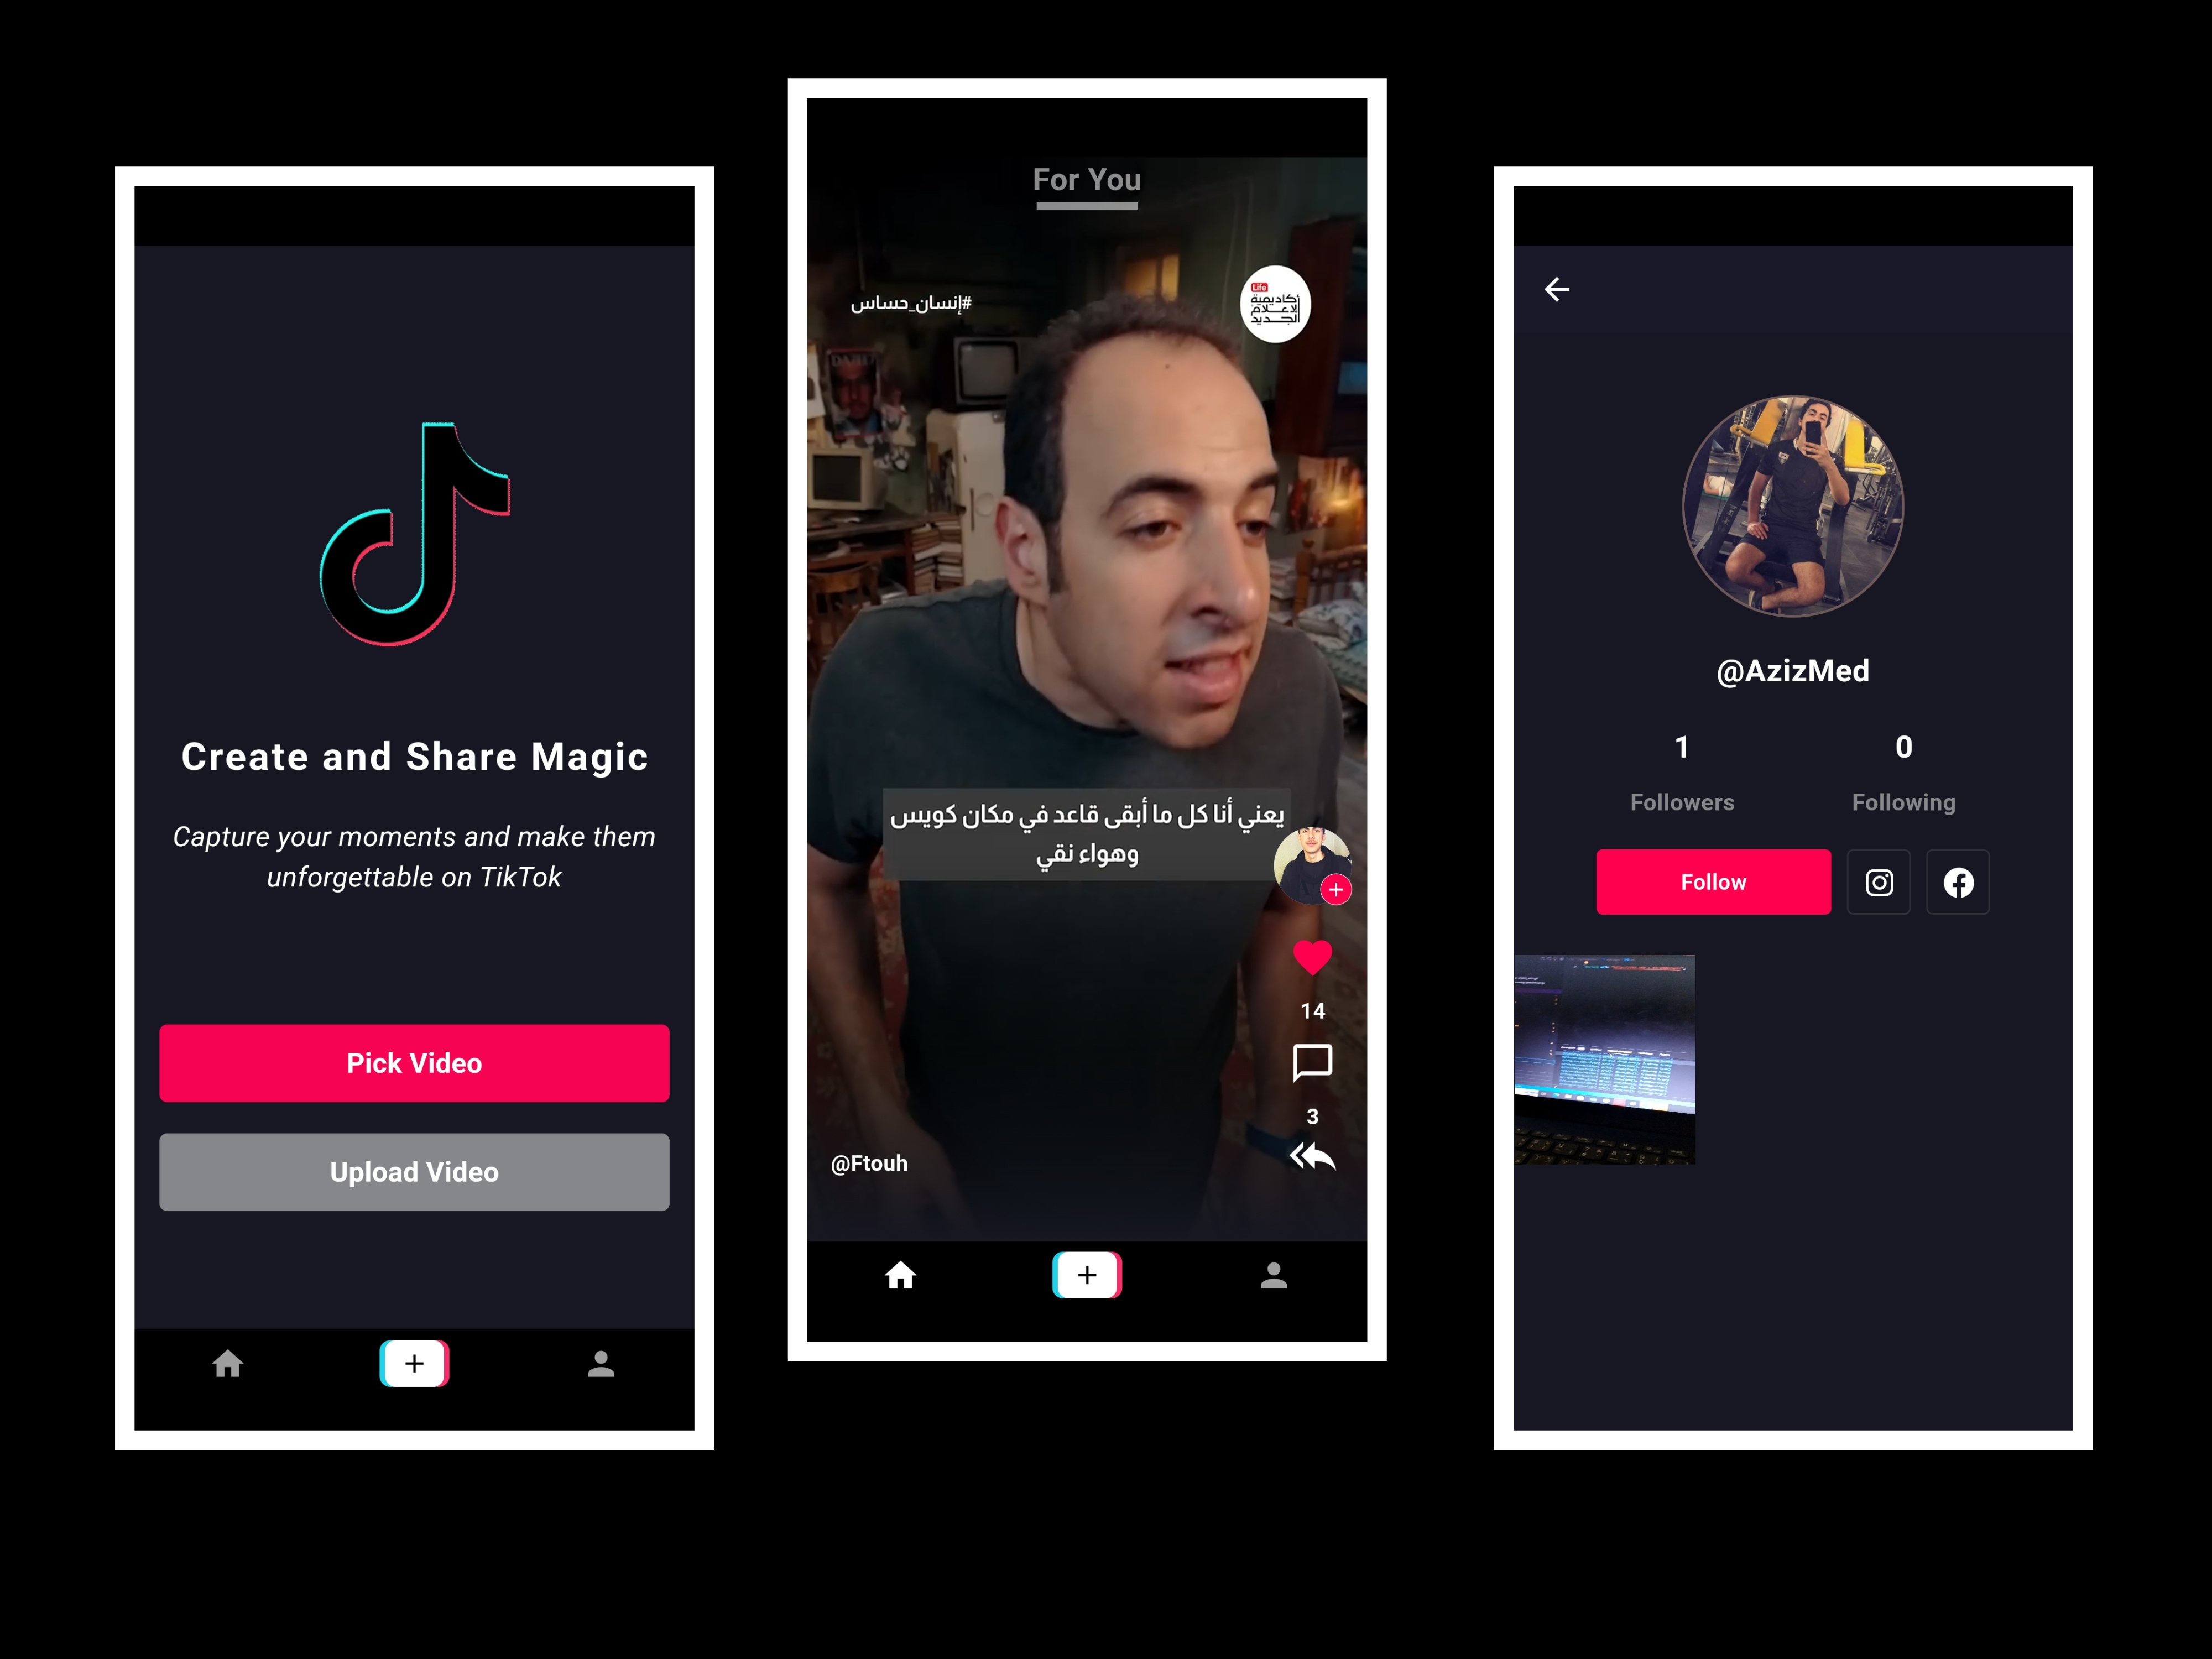 Create and Share Magic
Capture your moments and make them
unforgettable on TikTok
Pick Video
Upload Video
For You
#إنسان_حساس
Life
أكاديمية
الإعلام
الجديد
يعني أنا كل ما أبقى قاعد في مكان كويس
وهواء نقي
14
3
@Ftouh
@AzizMed
1
0
Followers
Following
Follow